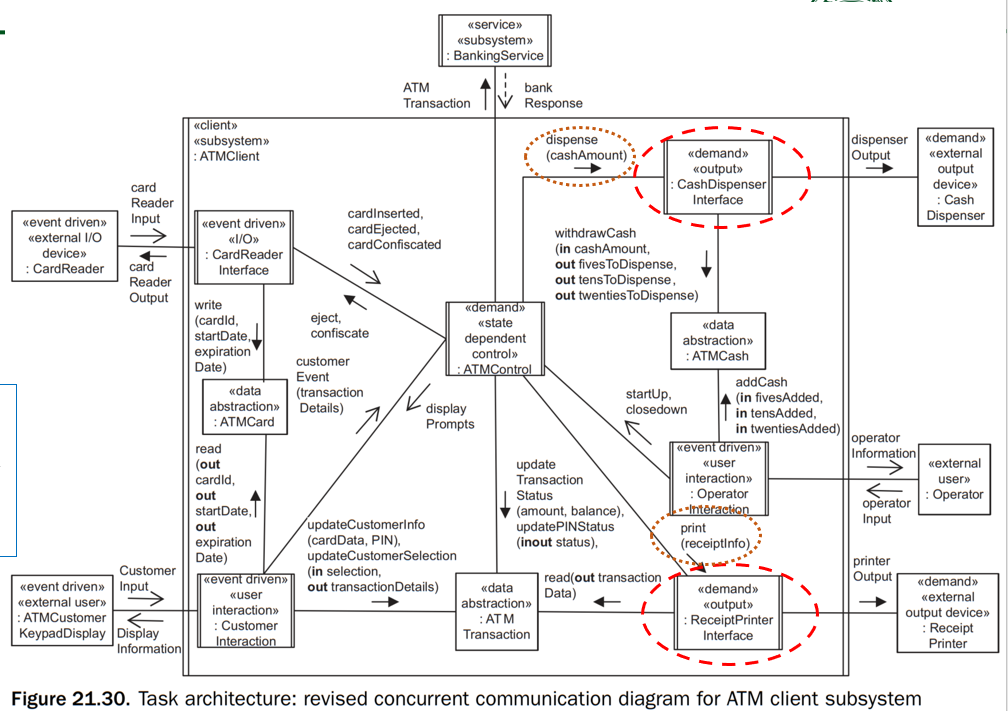 «service»
«subsystem»
: BankingService
ATM
Transaction
bank
Response
«client»
«subsystem»
: ATMClient
dispense
(cashAmount)
«demand»
«output»
: CashDispenser
Interface
dispenser
Output
«demand»
«external
output
device»
: Cash
Dispenser
card
Reader
Input
«event driven»
«external I/O
device»
: CardReader
card
Reader
Output
«event driven»
«I/O»
: CardReader
Interface
cardInserted,
cardEjected,
cardConfiscated
eject,
confiscate
withdrawCash
(in cashAmount,
out fivesToDispense,
out tensToDispense,
out twentiesToDispense)
«demand»
«state
dependent
control»
: ATMControl
«data
abstraction»
: ATMCash
write
(cardId,
startDate,
expiration
Date)
customer
Event
(transaction
Details)
«data
abstraction»
: ATMCard
display
Prompts
startUp,
closedown
addCash
(in fivesAdded,
in tensAdded,
in twentiesAdded)
read
(out
cardId,
out
startDate,
out
expiration
Date)
update
Transaction
Status
(amount, balance),
updatePINStatus
(inout status),
«event driven»
«user
interaction»
: Operator
Interaction
operator
Information
operator
Input
«external
user»
: Operator
print
(receiptInfo)
updateCustomerInfo
(cardData, PIN),
updateCustomerSelection
(in selection,
out transactionDetails)
Customer
Input
«event driven»
«external user»
: ATMCustomer
KeypadDisplay
Display
Information
«event driven»
«user
interaction»
: Customer
Interaction
«data
abstraction»
: ATM
Transaction
read(out transaction
Data)
«demand»
«output»
: ReceiptPrinter
Interface
printer
Output
«demand»
«external
output device»
: Receipt
Printer
Figure 21.30. Task architecture: revised concurrent communication diagram for ATM client subsystem